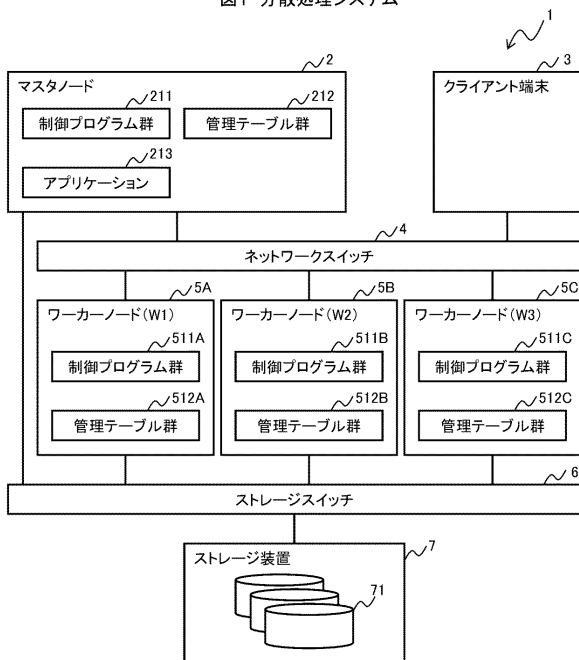 図1 分散処理システム
1
2
3
マスタノード
クライアント端末
211
212
制御プログラム群
管理テーブル群
213
アプリケーション
4
ネットワークスイッチ
5A
5B
5C
ワーカーノード(W1)
ワーカーノード(W2)
ワーカーノード(W3)
511A
511B
511C
制御プログラム群
制御プログラム群
制御プログラム群
512A
512B
512C
管理テーブル群
管理テーブル群
管理テーブル群
6
ストレージスイッチ
7
ストレージ装置
71